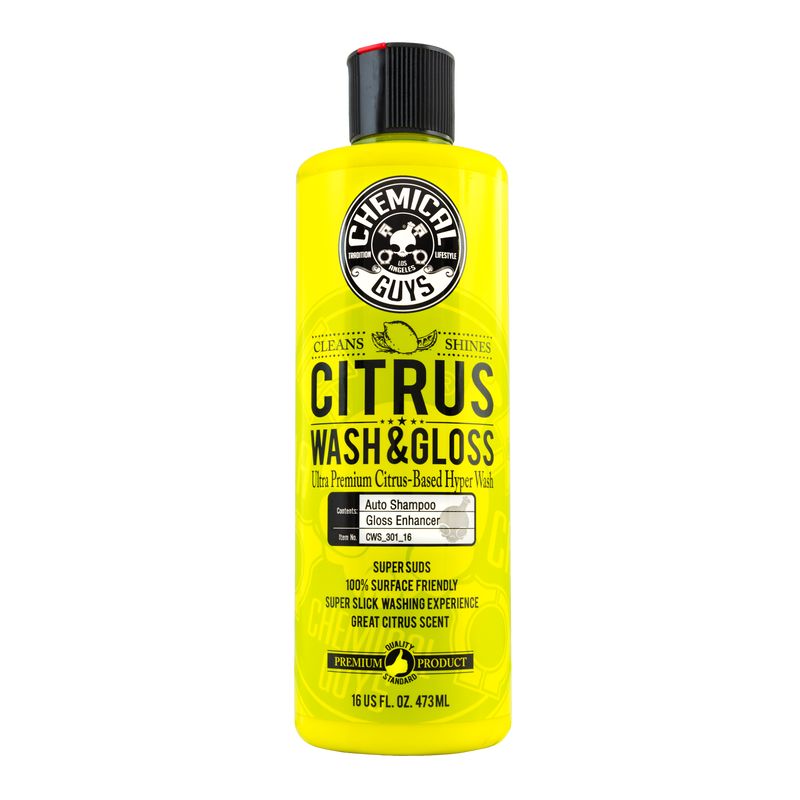 CHEMICAL
TRADITION LIFESTYLE
LOS
ANGELES
GUYS
CLEANS SHINES
CITRUS
WASH&GLOSS
Ultra Premium Citrus-Based Hyper Wash
Contents: Auto Shampoo
Gloss Enhancer
Item No. CWS_301_16
SUPER SUDS
100% SURFACE FRIENDLY
SUPER SLICK WASHING EXPERIENCE
GREAT CITRUS SCENT
QUALITY
PREMIUM PRODUCT
STANDARD
16 US FL. OZ. 473ML
CHEMICAL
GUYS